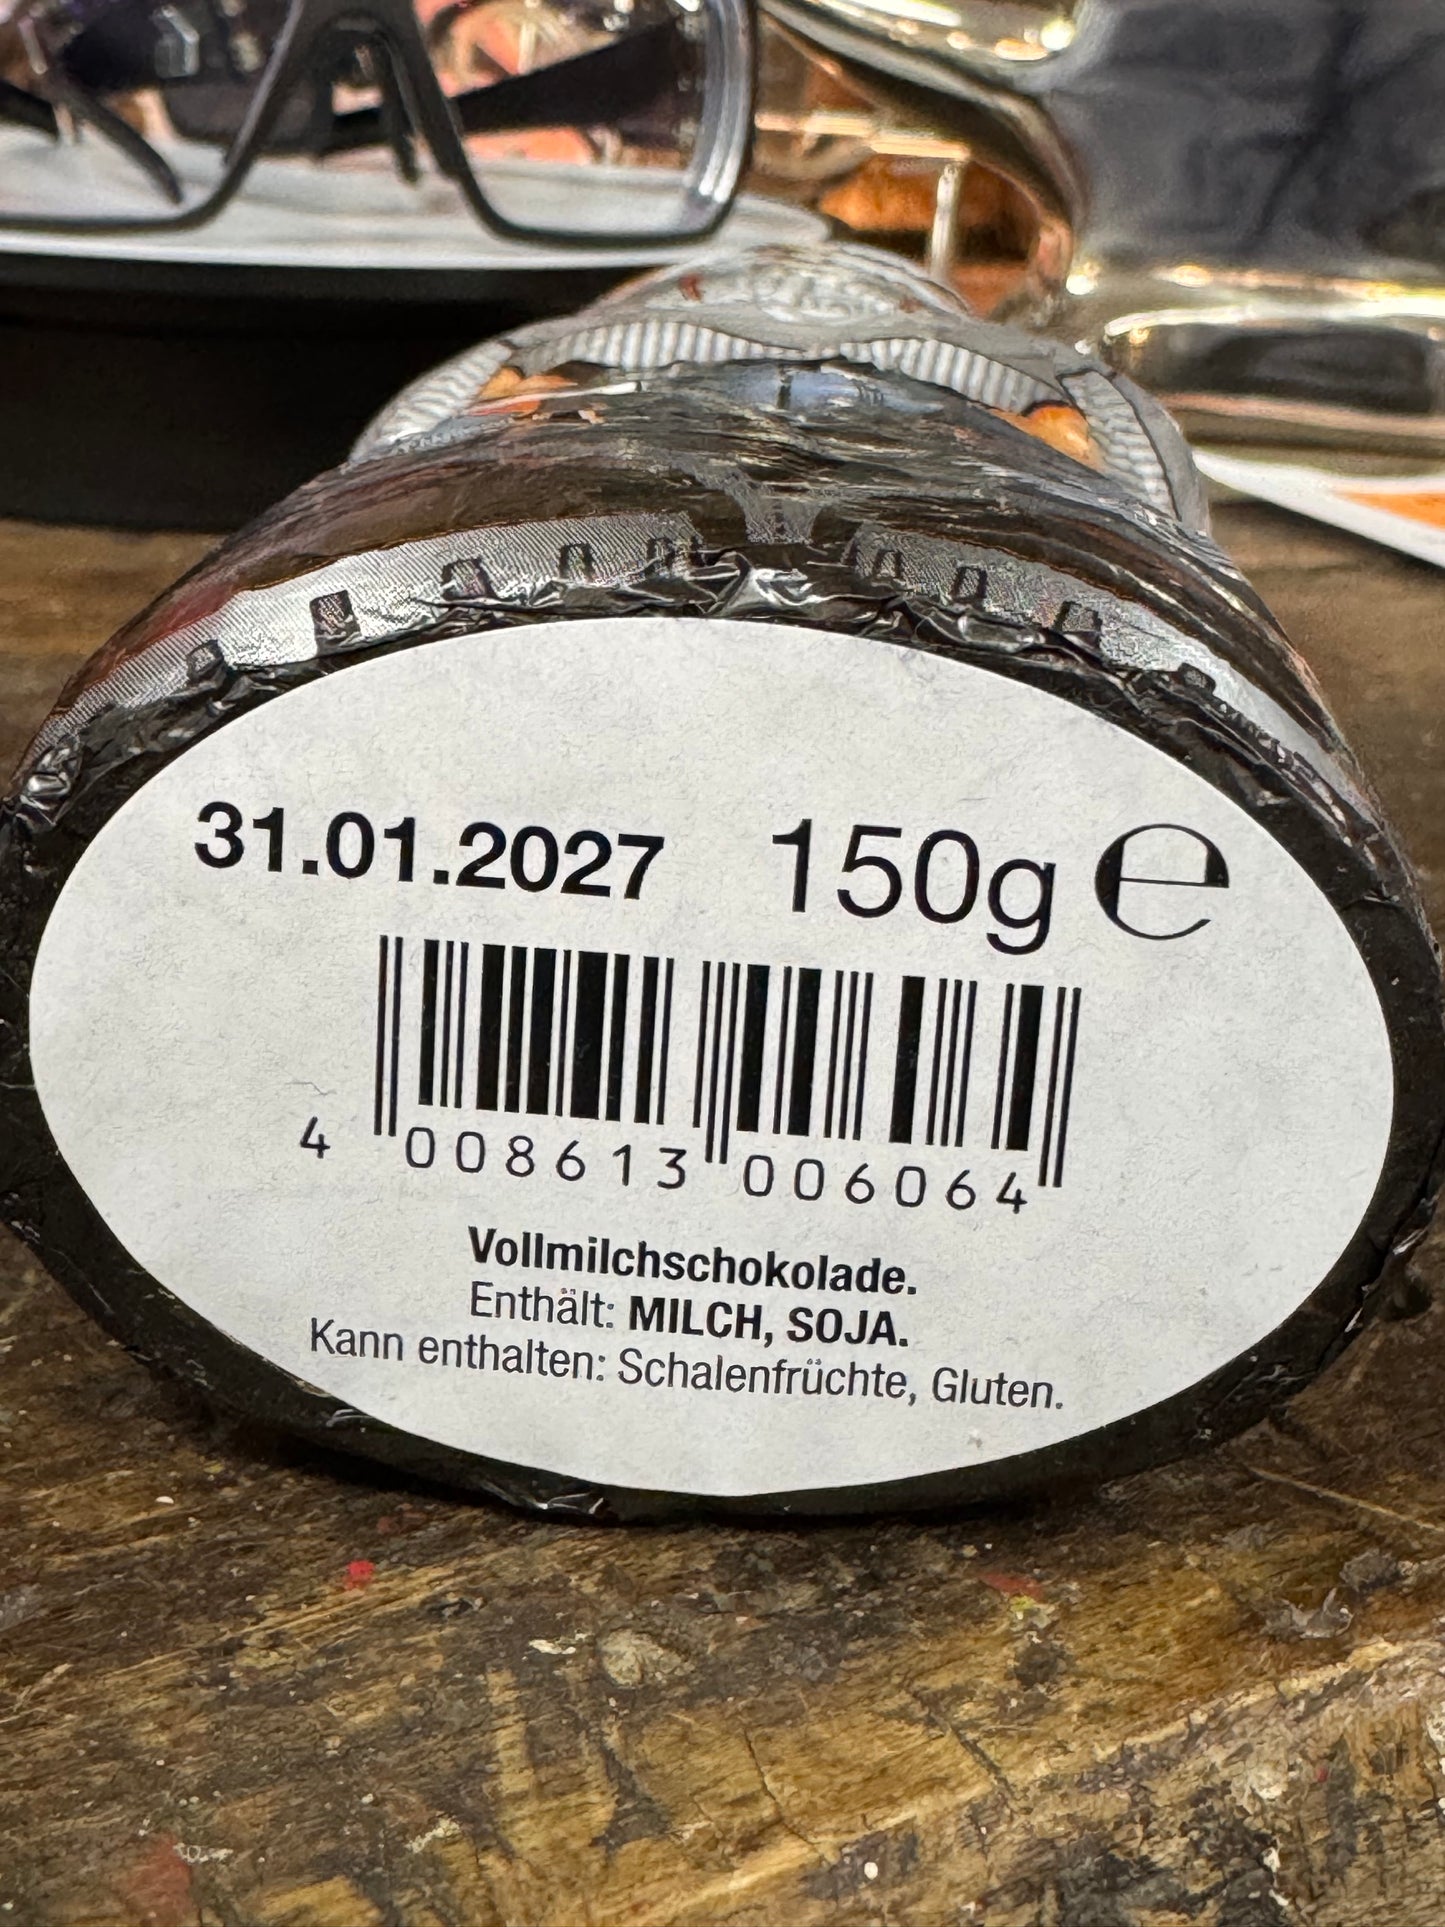 31.01.2027 150g ℮
4 008613 006064
Vollmilchschokolade.
Enthält: MILCH, SOJA.
Kann enthalten: Schalenfrüchte, Gluten.